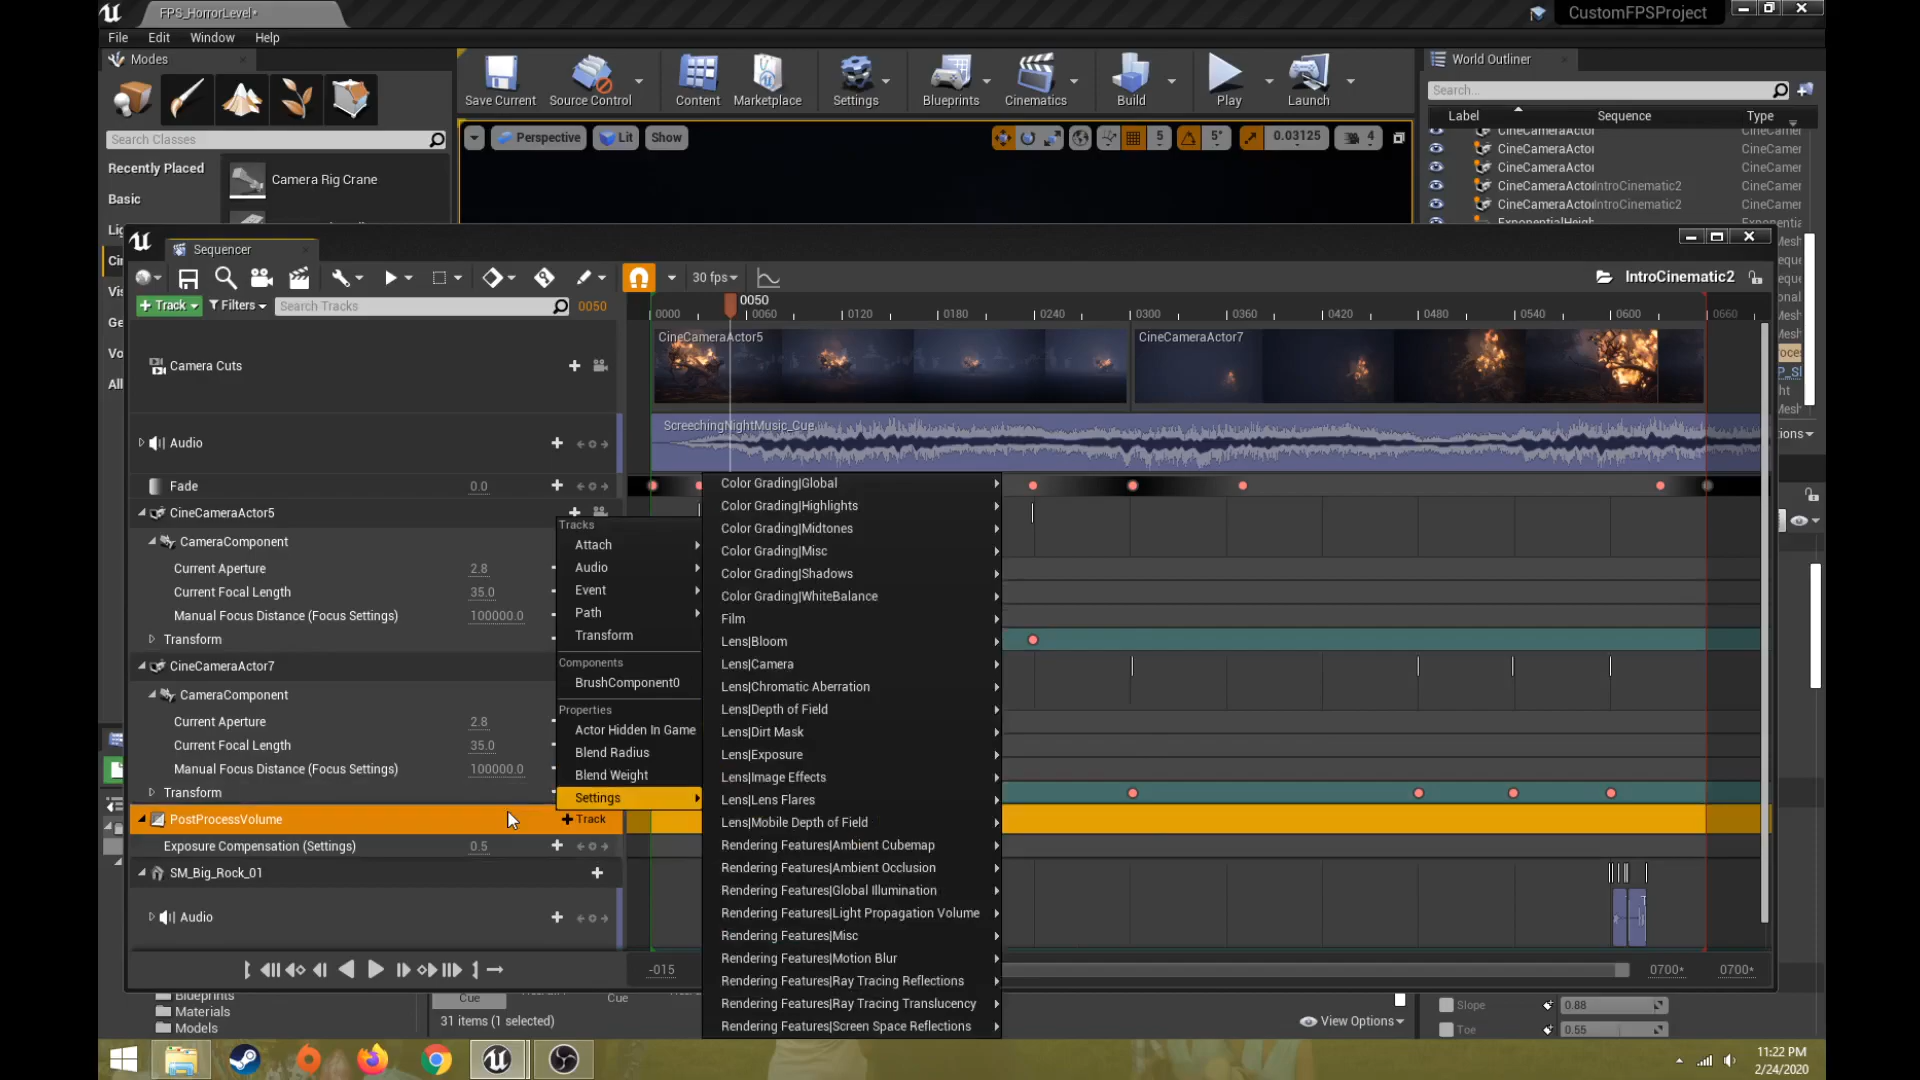 FPS_HorrorLevel*
CustomFPSProject
File Edit Window Help
Modes
World Outliner
Save Current
Source Control
Content
Marketplace
Settings
Blueprints
Cinematics
Build
Play
Launch
Search...
Label Sequence Type
Search Classes
Perspective
Lit
Show
5
5°
0.03125
4
CineCameraActor
CineCameraActor CineCamer
CineCameraActor CineCamer
CineCameraActor IntroCinematic2 CineCamer
CineCameraActor IntroCinematic2 CineCamer
Recently Placed
Basic
Camera Rig Crane
Sequencer
30 fps
IntroCinematic2
Track
Filters
Search Tracks
0050
0050
0000 0060 0120 0180 0240 0300 0360 0420 0480 0540 0600 0660
Camera Cuts
CineCameraActor5
CineCameraActor7
Audio
ScreechingNightMusic_Cue
Fade 0.0
CineCameraActor5
CameraComponent
Current Aperture 2.8
Current Focal Length 35.0
Manual Focus Distance (Focus Settings) 100000.0
Transform
CineCameraActor7
CameraComponent
Current Aperture 2.8
Current Focal Length 35.0
Manual Focus Distance (Focus Settings) 100000.0
Transform
PostProcessVolume
Track
Exposure Compensation (Settings) 0.5
SM_Big_Rock_01
Audio
Tracks
Attach
Audio
Event
Path
Transform
Components
BrushComponent0
Properties
Actor Hidden In Game
Blend Radius
Blend Weight
Settings
Color Grading|Global
Color Grading|Highlights
Color Grading|Midtones
Color Grading|Misc
Color Grading|Shadows
Color Grading|WhiteBalance
Film
Lens|Bloom
Lens|Camera
Lens|Chromatic Aberration
Lens|Depth of Field
Lens|Dirt Mask
Lens|Exposure
Lens|Image Effects
Lens|Lens Flares
Lens|Mobile Depth of Field
Rendering Features|Ambient Cubemap
Rendering Features|Ambient Occlusion
Rendering Features|Global Illumination
Rendering Features|Light Propagation Volume
Rendering Features|Misc
Rendering Features|Motion Blur
Rendering Features|Ray Tracing Reflections
Rendering Features|Ray Tracing Translucency
Rendering Features|Screen Space Reflections
-015
0700*
0700*
Blueprints
Materials
Models
Cue
Cue
31 items (1 selected)
View Options
Slope 0.88
Toe 0.55
11:22 PM
2/24/2020